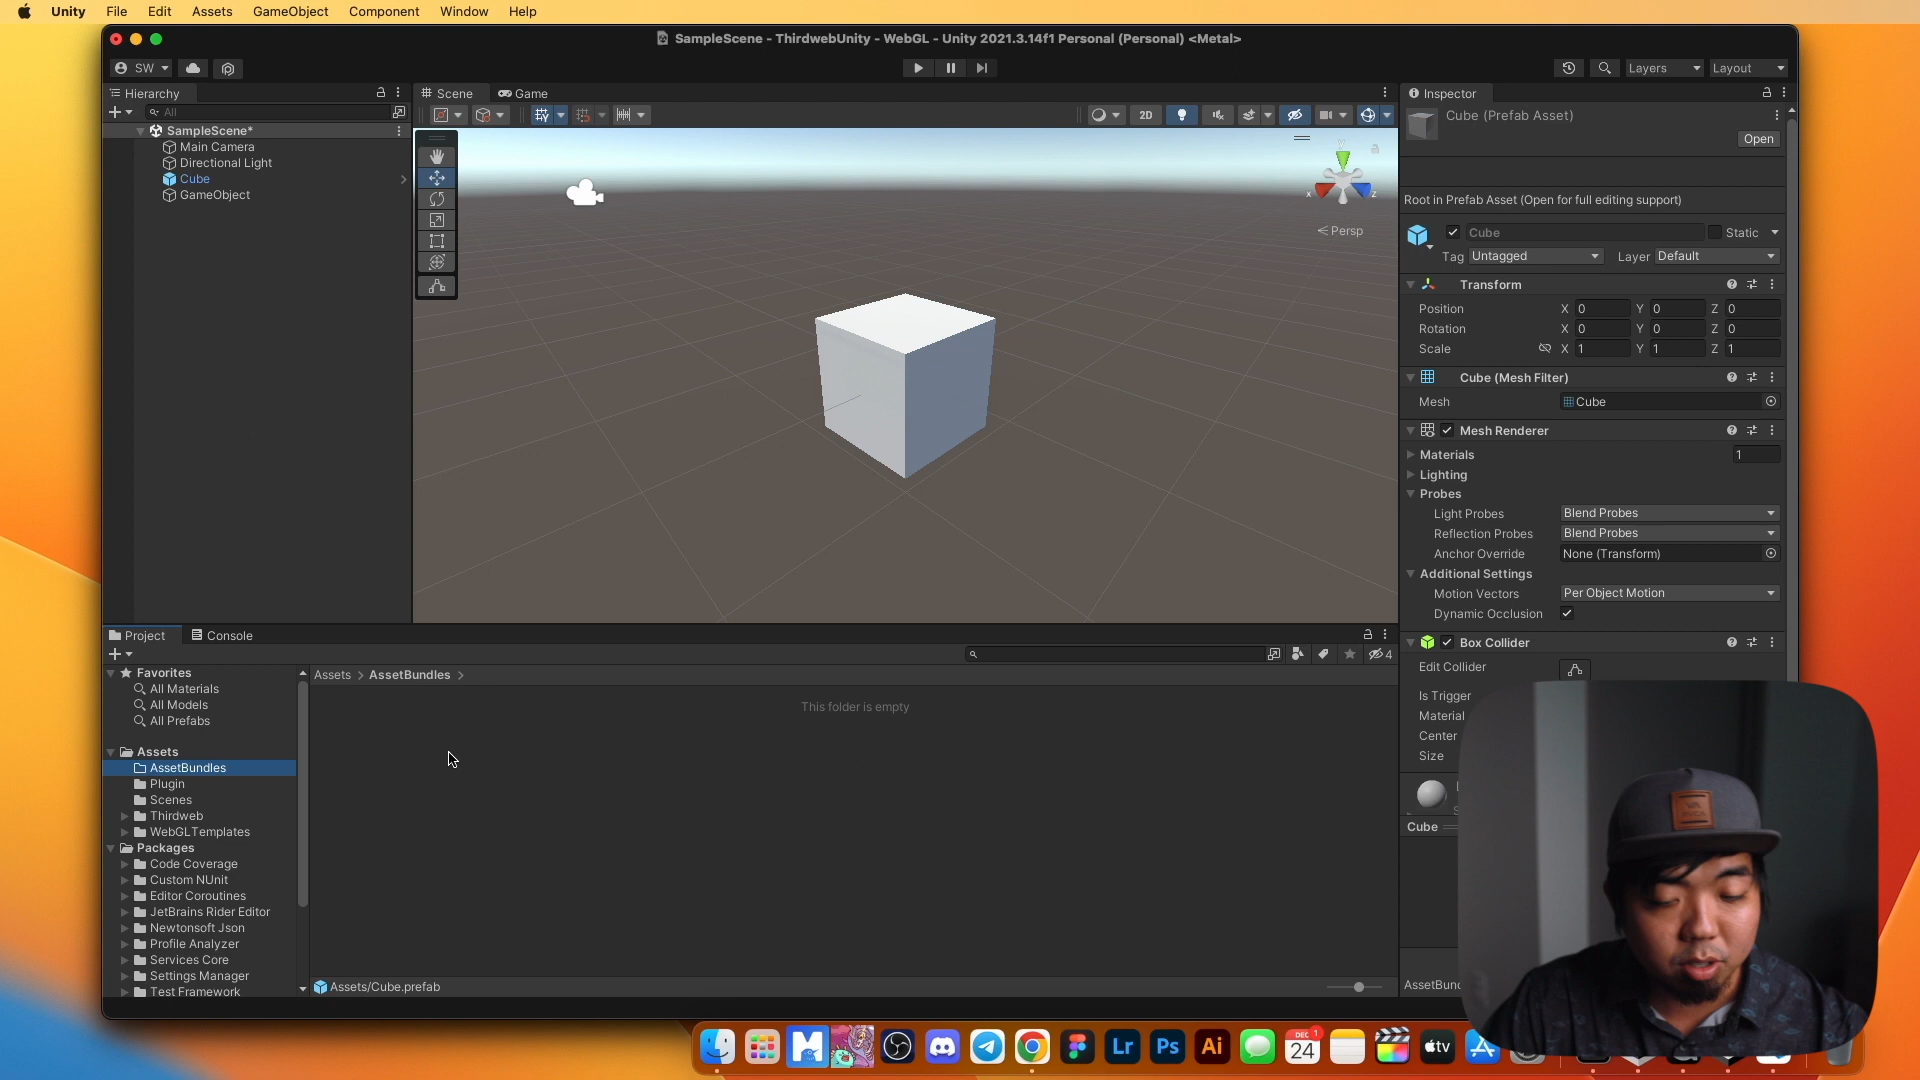 Unity File Edit Assets GameObject Component Window Help
SampleScene - ThirdwebUnity - WebGL - Unity 2021.3.14f1 Personal (Personal) <Metal>
SW
Layers
Layout
Hierarchy
All
SampleScene*
Main Camera
Directional Light
Cube
GameObject
Scene
Game
2D
Y
X
Z
Persp
Inspector
Cube (Prefab Asset)
Open
Root in Prefab Asset (Open for full editing support)
Cube
Static
Tag Untagged
Layer Default
Transform
Position X 0 Y 0 Z 0
Rotation X 0 Y 0 Z 0
Scale X 1 Y 1 Z 1
Cube (Mesh Filter)
Mesh Cube
Mesh Renderer
Materials 1
Lighting
Probes
Light Probes Blend Probes
Reflection Probes Blend Probes
Anchor Override None (Transform)
Additional Settings
Motion Vectors Per Object Motion
Dynamic Occlusion
Box Collider
Edit Collider
Is Trigger
Material
Center
Size
Cube
AssetBun
Project
Console
4
Favorites
All Materials
All Models
All Prefabs
Assets
AssetBundles
Plugin
Scenes
Thirdweb
WebGLTemplates
Packages
Code Coverage
Custom NUnit
Editor Coroutines
JetBrains Rider Editor
Newtonsoft Json
Profile Analyzer
Services Core
Settings Manager
Test Framework
Assets > AssetBundles >
This folder is empty
Assets/Cube.prefab
Lr
Ps
Ai
DEC
24
1
tv